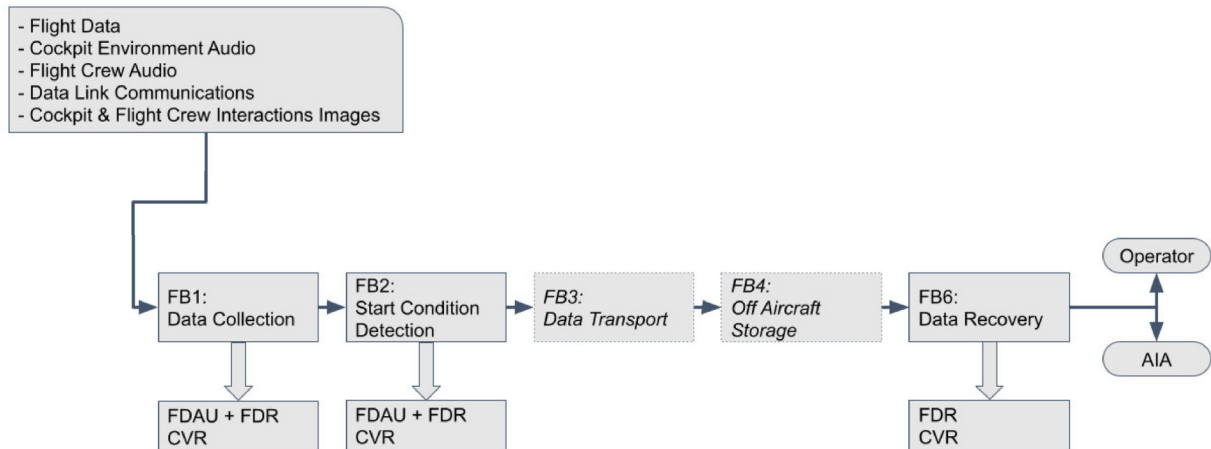 - Flight Data
- Cockpit Environment Audio
- Flight Crew Audio
- Data Link Communications
- Cockpit & Flight Crew Interactions Images
Operator
FB1:
Data Collection
FB2:
Start Condition
Detection
FB3:
Data Transport
FB4:
Off Aircraft
Storage
FB6:
Data Recovery
AIA
FDAU + FDR
CVR
FDAU + FDR
CVR
FDR
CVR